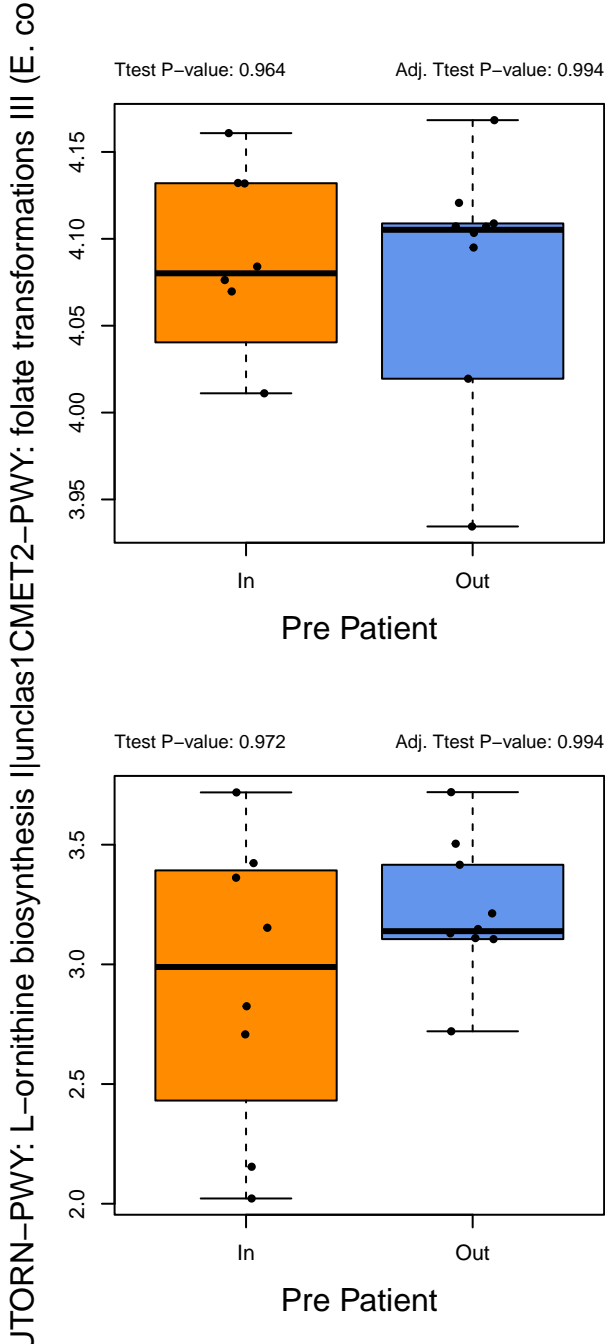 Ttest P−value: 0.964
Adj. Ttest P−value: 0.994
1CMET2−PWY: folate transformations III (E. co
4.15
4.10
4.05
4.00
3.95
In
Out
Pre Patient
Ttest P−value: 0.972
Adj. Ttest P−value: 0.994
UTORN−PWY: L−ornithine biosynthesis I|unclas
3.5
3.0
2.5
2.0
In
Out
Pre Patient